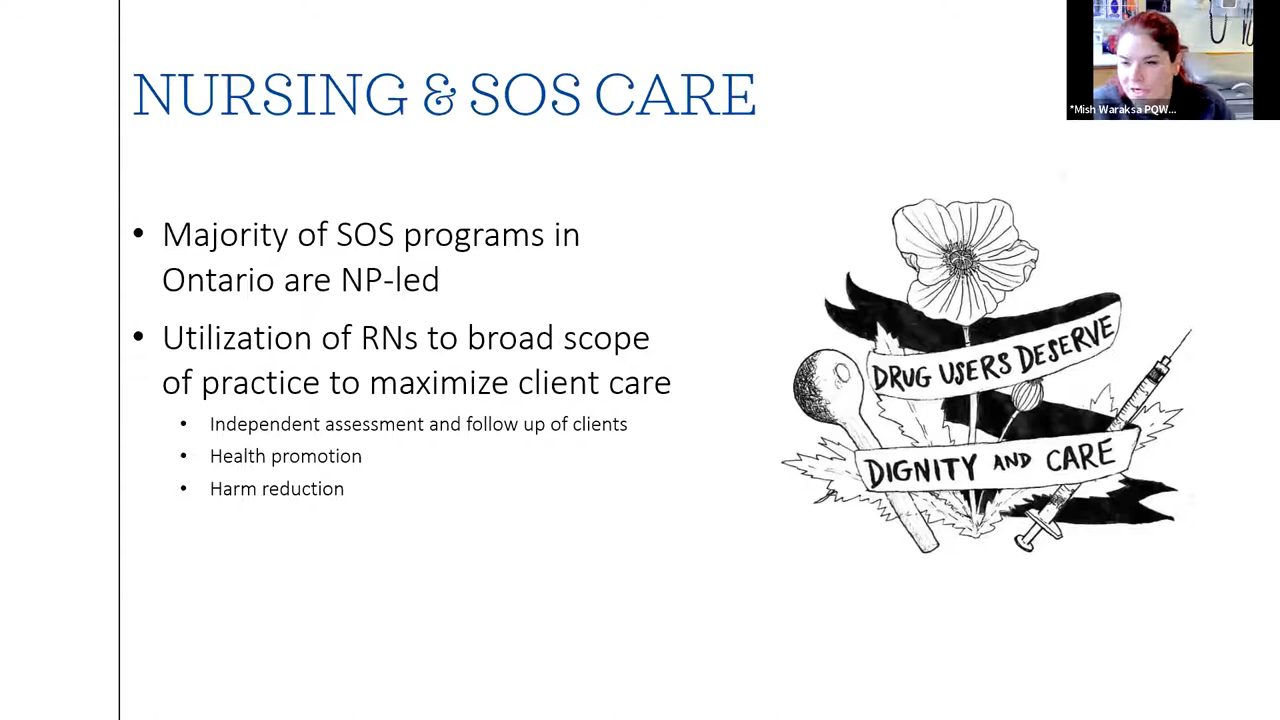 NURSING & SOS CARE
*Mish Waraksa PQW...
• Majority of SOS programs in
Ontario are NP-led
• Utilization of RNs to broad scope
of practice to maximize client care
• Independent assessment and follow up of clients
• Health promotion
• Harm reduction
DRUG USERS DESERVE
DIGNITY AND CARE